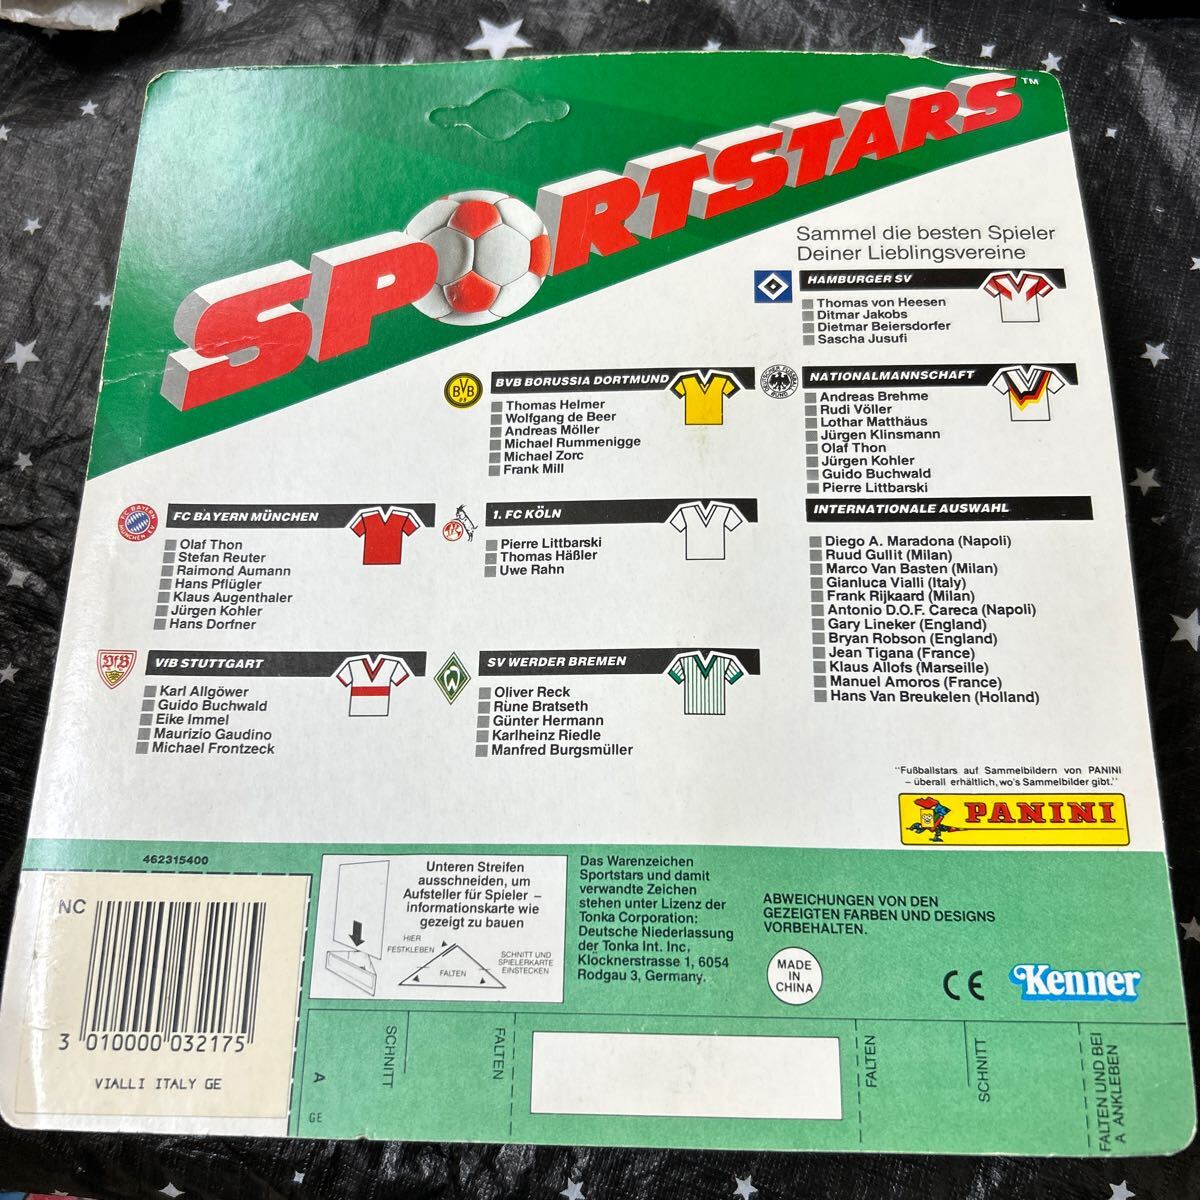 SPORTSTARS™
Sammel die besten Spieler
Deiner Lieblingsvereine
HAMBURGER SV
Thomas von Heesen
Ditmar Jakobs
Dietmar Beiersdorfer
Sascha Jusufi
BVB 09
BVB BORUSSIA DORTMUND
Thomas Helmer
Wolfgang de Beer
Andreas Möller
Michael Rummenigge
Michael Zorc
Frank Mill
DEUTSCHER FUSSBALL BUND
NATIONALMANNSCHAFT
Andreas Brehme
Rudi Völler
Lothar Matthäus
Jürgen Klinsmann
Olaf Thon
Jürgen Kohler
Guido Buchwald
Pierre Littbarski
FC BAYERN MÜNCHEN
FC BAYERN MÜNCHEN
Olaf Thon
Stefan Reuter
Raimond Aumann
Hans Pflügler
Klaus Augenthaler
Jürgen Kohler
Hans Dorfner
1. FC KÖLN
Pierre Littbarski
Thomas Häßler
Uwe Rahn
INTERNATIONALE AUSWAHL
Diego A. Maradona (Napoli)
Ruud Gullit (Milan)
Marco Van Basten (Milan)
Gianluca Vialli (Italy)
Frank Rijkaard (Milan)
Antonio D.O.F. Careca (Napoli)
Gary Lineker (England)
Bryan Robson (England)
Jean Tigana (France)
Klaus Allofs (Marseille)
Manuel Amoros (France)
Hans Van Breukelen (Holland)
VfB
VfB STUTTGART
Karl Allgöwer
Guido Buchwald
Eike Immel
Maurizio Gaudino
Michael Frontzeck
SV WERDER BREMEN
Oliver Reck
Rune Bratseth
Günter Hermann
Karlheinz Riedle
Manfred Burgsmüller
"Fußballstars auf Sammelbildern von PANINI
– überall erhältlich, wo's Sammelbilder gibt."
PANINI
462315400
NC
3 010000 032175
VIALLI ITALY GE
Unteren Streifen
ausschneiden, um
Aufsteller für Spieler –
informationskarte wie
gezeigt zu bauen
HIER
FESTKLEBEN
FALTEN
SCHNITT UND
SPIELERKARTE
EINSTECKEN
Das Warenzeichen
Sportstars und damit
verwandte Zeichen
stehen unter Lizenz der
Tonka Corporation:
Deutsche Niederlassung
der Tonka Int. Inc,
Klöcknerstrasse 1, 6054
Rodgau 3, Germany.
ABWEICHUNGEN VON DEN
GEZEIGTEN FARBEN UND DESIGNS
VORBEHALTEN.
MADE
IN
CHINA
CE
Kenner
A
GE
SCHNITT
FALTEN
FALTEN
SCHNITT
FALTEN UND BEI
A ANKLEBEN